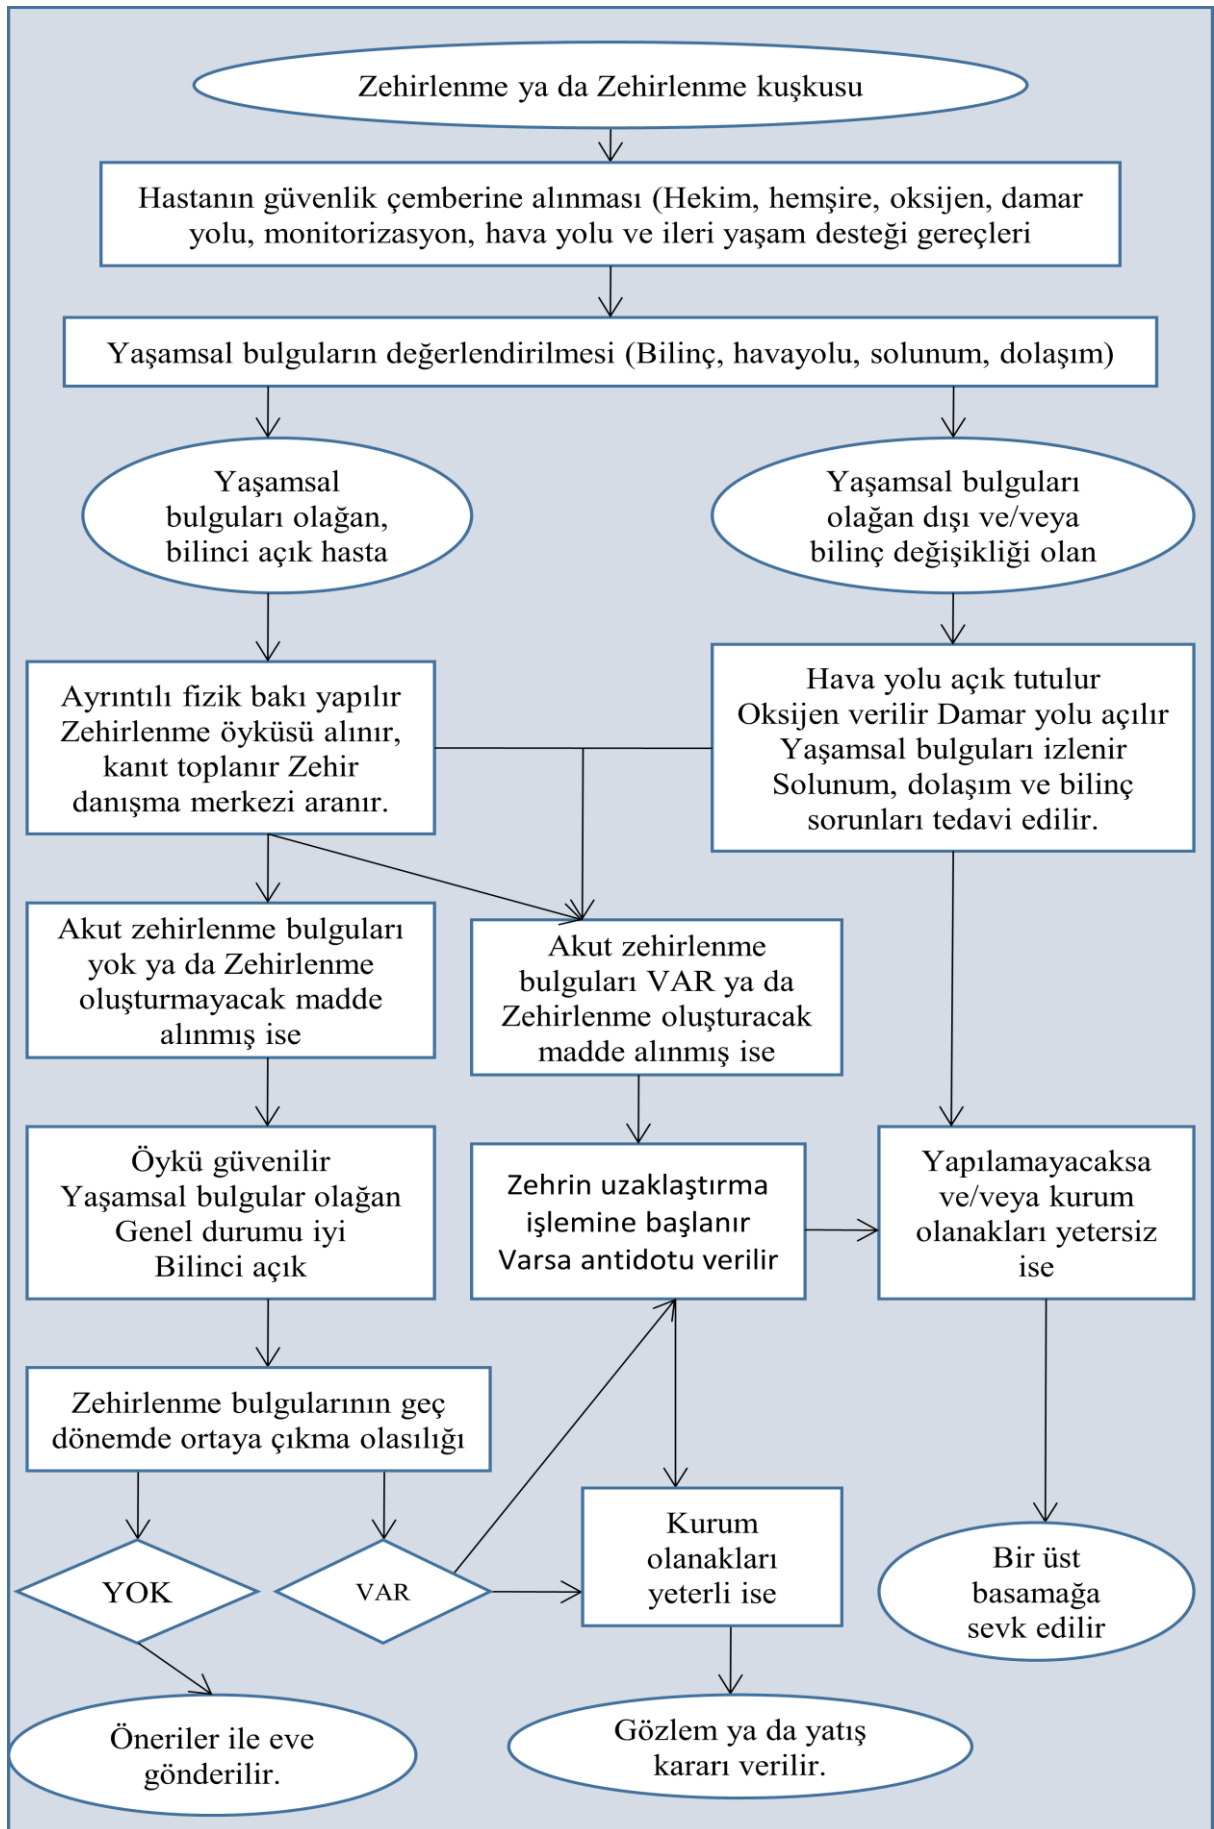 Zehirlenme ya da Zehirlenme kuşkusu
Hastanın güvenlik çemberine alınması (Hekim, hemşire, oksijen, damar
yolu, monitorizasyon, hava yolu ve ileri yaşam desteği gereçleri
Yaşamsal bulguların değerlendirilmesi (Bilinç, havayolu, solunum, dolaşım)
Yaşamsal
bulguları olağan,
bilinci açık hasta
Yaşamsal bulguları
olağan dışı ve/veya
bilinç değişikliği olan
Ayrıntılı fizik bakı yapılır
Zehirlenme öyküsü alınır,
kanıt toplanır Zehir
danışma merkezi aranır.
Hava yolu açık tutulur
Oksijen verilir Damar yolu açılır
Yaşamsal bulguları izlenir
Solunum, dolaşım ve bilinç
sorunları tedavi edilir.
Akut zehirlenme bulguları
yok ya da Zehirlenme
oluşturmayacak madde
alınmış ise
Akut zehirlenme
bulguları VAR ya da
Zehirlenme oluşturacak
madde alınmış ise
Öykü güvenilir
Yaşamsal bulgular olağan
Genel durumu iyi
Bilinci açık
Zehrin uzaklaştırma
işlemine başlanır
Varsa antidotu verilir
Yapılamayacaksa
ve/veya kurum
olanakları yetersiz
ise
Zehirlenme bulgularının geç
dönemde ortaya çıkma olasılığı
YOK
VAR
Kurum
olanakları
yeterli ise
Bir üst
basamağa
sevk edilir
Öneriler ile eve
gönderilir.
Gözlem ya da yatış
kararı verilir.